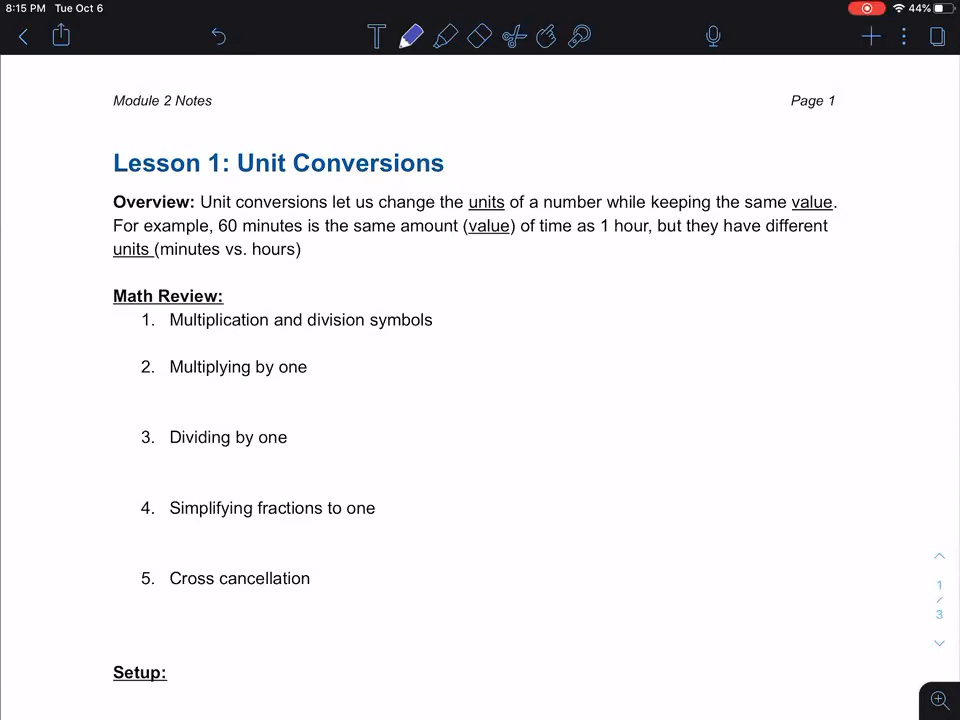 8:15 PM Tue Oct 6
44%
Module 2 Notes
Page 1
Lesson 1: Unit Conversions
Overview: Unit conversions let us change the units of a number while keeping the same value.
For example, 60 minutes is the same amount (value) of time as 1 hour, but they have different
units (minutes vs. hours)
Math Review:
1. Multiplication and division symbols
2. Multiplying by one
3. Dividing by one
4. Simplifying fractions to one
5. Cross cancellation
1
/
3
Setup: